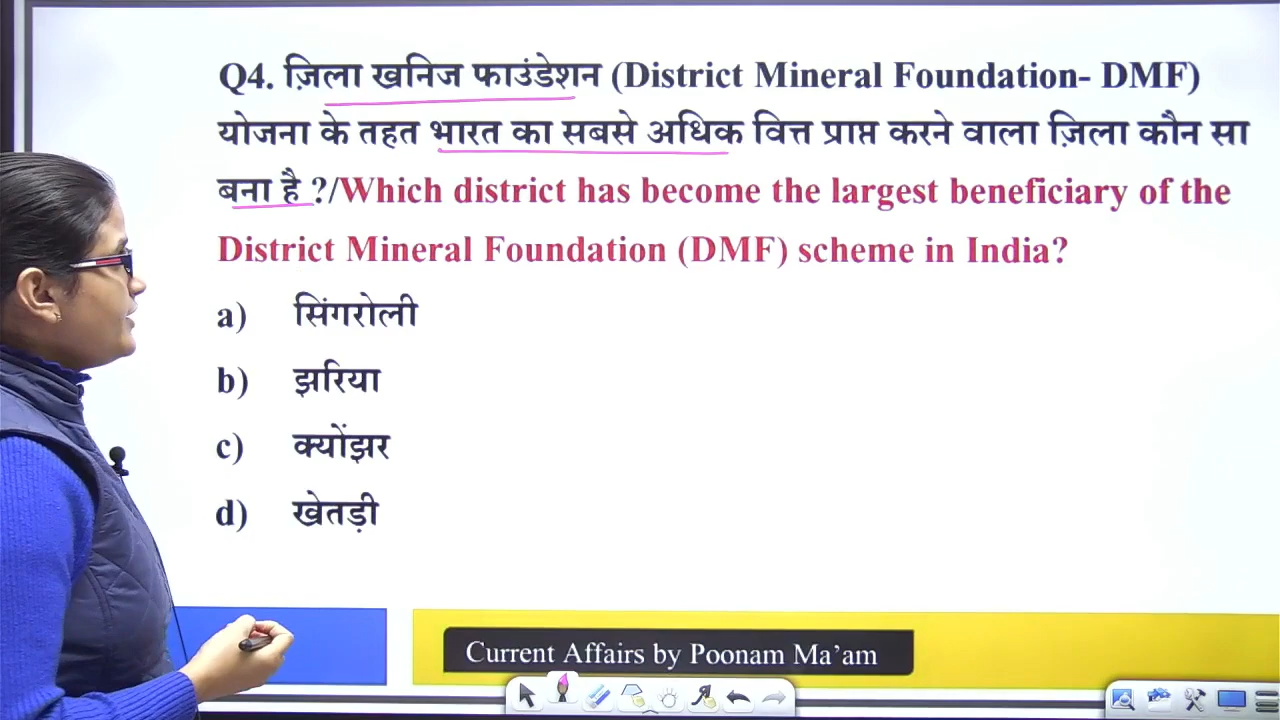 Q4. ज़िला खनिज फाउंडेशन (District Mineral Foundation- DMF)
योजना के तहत भारत का सबसे अधिक वित्त प्राप्त करने वाला ज़िला कौन सा
बना है ?/Which district has become the largest beneficiary of the
District Mineral Foundation (DMF) scheme in India?
a) सिंगरोली
b) झरिया
c) क्योंझर
d) खेतड़ी
Current Affairs by Poonam Ma’am